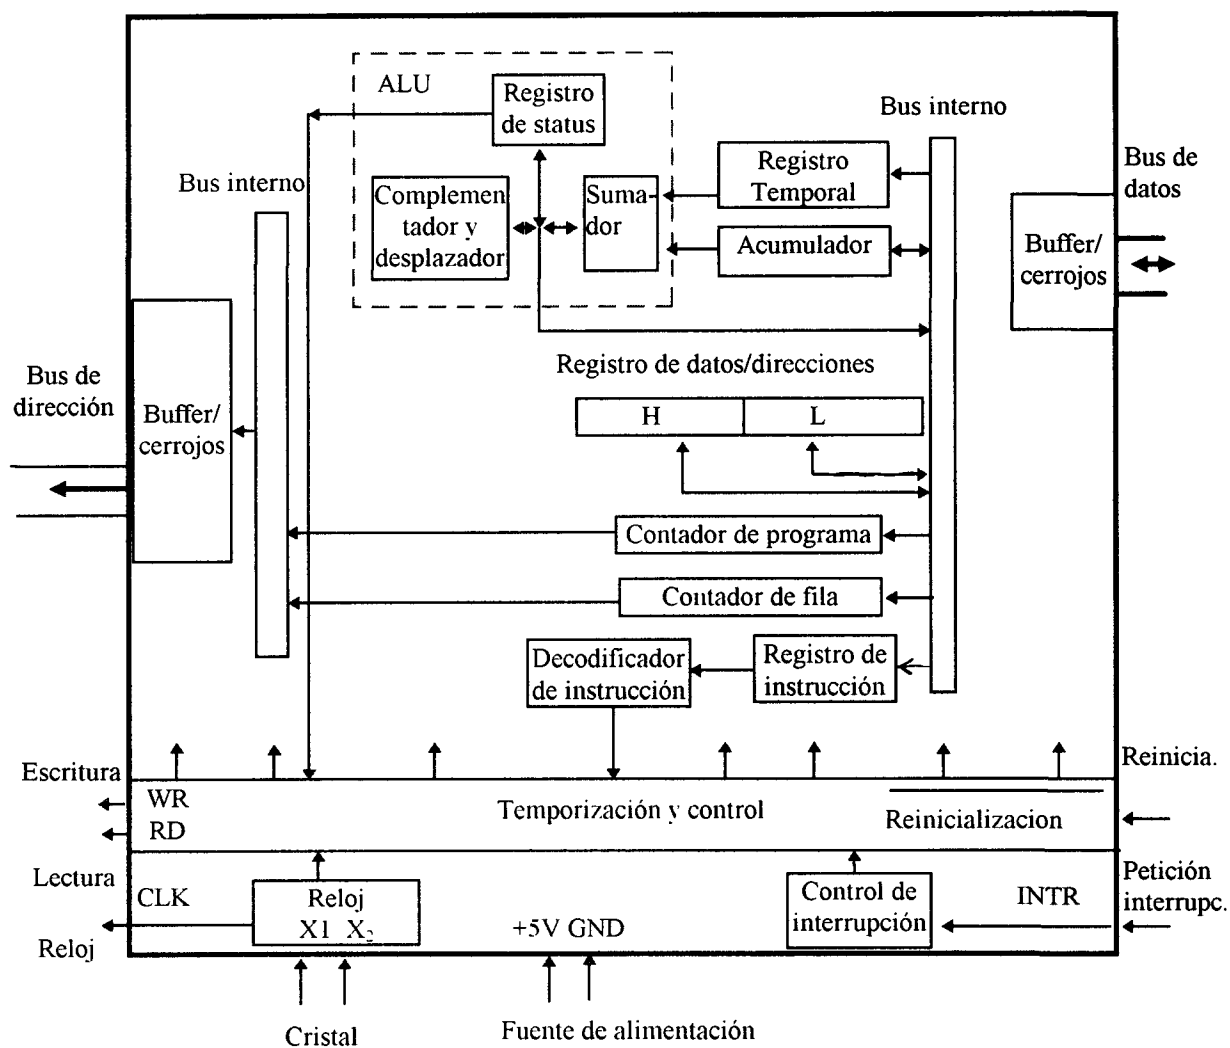 ALU
Registro
de status
Bus interno
Bus interno
Registro
Temporal
Bus de
datos
Complemen
tador y
desplazador
Suma-
dor
Acumulador
Buffer/
cerrojos
Registro de datos/direcciones
Bus de
dirección
Buffer/
cerrojos
H
L
Contador de programa
Contador de fila
Decodificador
de instrucción
Registro de
instrucción
Escritura
Reinicia.
WR
Temporización y control
Reinicializacion
RD
Lectura
CLK
Reloj
X1 X2
+5V GND
Control de
interrupción
INTR
Petición
interrupc.
Reloj
Cristal
Fuente de alimentación